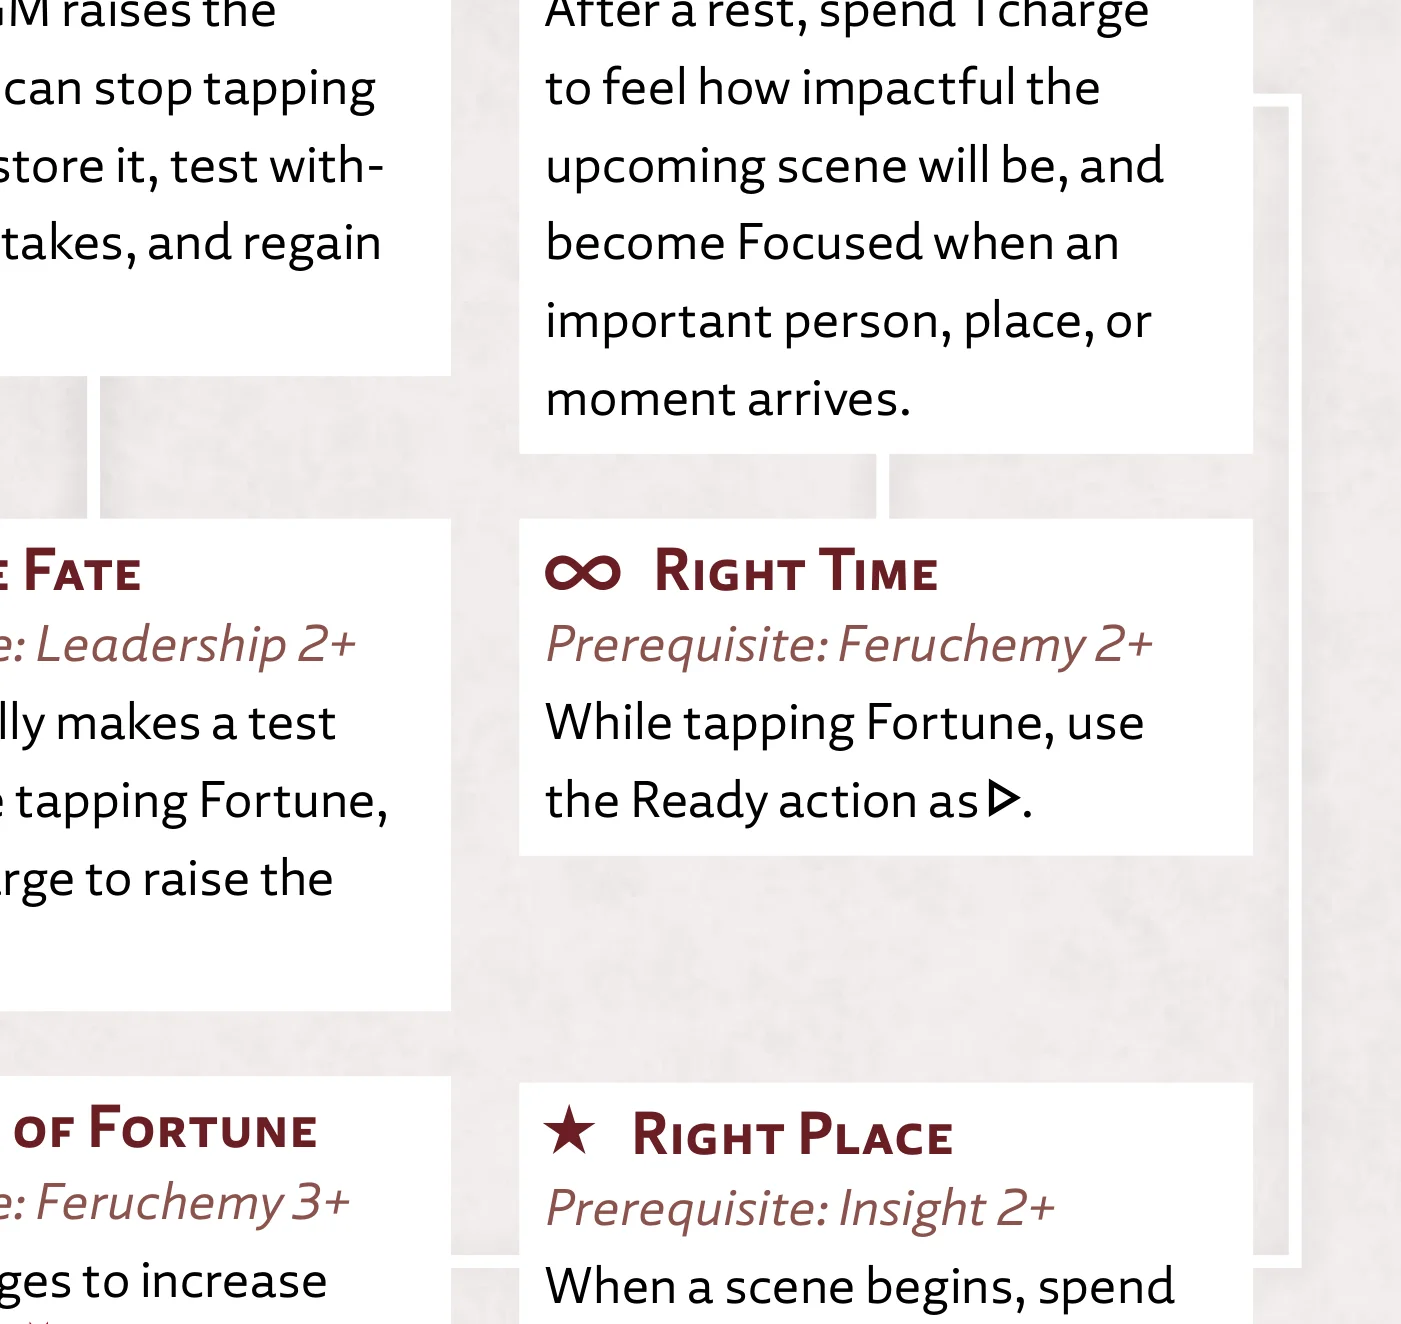 GM raises the
can stop tapping
store it, test with-
takes, and regain
E FATE
e: Leadership 2+
lly makes a test
e tapping Fortune,
rge to raise the
OF FORTUNE
e: Feruchemy 3+
ges to increase
After a rest, spend 1 charge
to feel how impactful the
upcoming scene will be, and
become Focused when an
important person, place, or
moment arrives.
∞ RIGHT TIME
Prerequisite: Feruchemy 2+
While tapping Fortune, use
the Ready action as ▷.
★ RIGHT PLACE
Prerequisite: Insight 2+
When a scene begins, spend